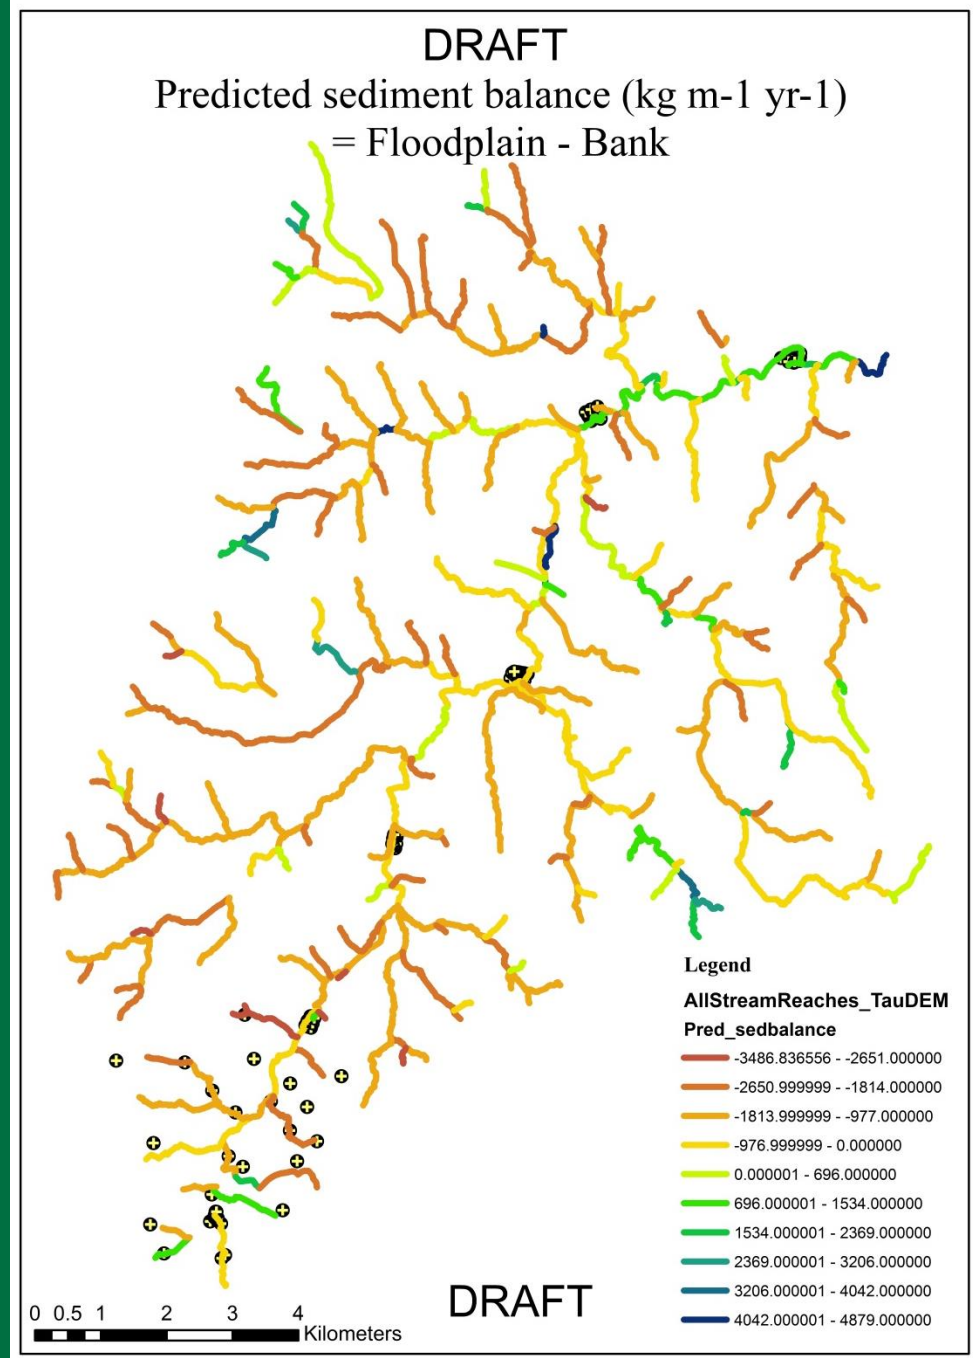 DRAFT
Predicted sediment balance (kg m-1 yr-1)
= Floodplain - Bank
Legend
AllStreamReaches_TauDEM
Pred_sedbalance
-3486.836556 - -2651.000000
-2650.999999 - -1814.000000
-1813.999999 - -977.000000
-976.999999 - 0.000000
0.000001 - 696.000000
696.000001 - 1534.000000
1534.000001 - 2369.000000
2369.000001 - 3206.000000
3206.000001 - 4042.000000
4042.000001 - 4879.000000
DRAFT
0 0.5 1 2 3 4
Kilometers